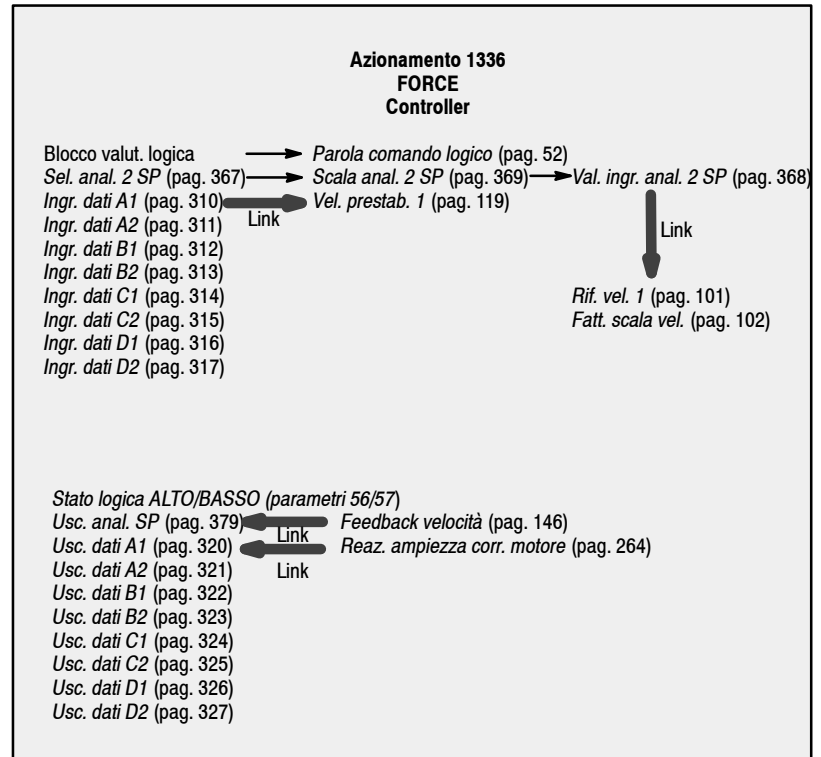 Azionamento 1336
FORCE
Controller
Blocco valut. logica Parola comando logico (pag. 52)
Sel. anal. 2 SP (pag. 367) Scala anal. 2 SP (pag. 369) Val. ingr. anal. 2 SP (pag. 368)
Ingr. dati A1 (pag. 310) Link Vel. prestab. 1 (pag. 119)
Ingr. dati A2 (pag. 311)
Link
Ingr. dati B1 (pag. 312)
Ingr. dati B2 (pag. 313)
Ingr. dati C1 (pag. 314) Rif. vel. 1 (pag. 101)
Ingr. dati C2 (pag. 315) Fatt. scala vel. (pag. 102)
Ingr. dati D1 (pag. 316)
Ingr. dati D2 (pag. 317)
Stato logica ALTO/BASSO (parametri 56/57)
Usc. anal. SP (pag. 379) Link Feedback velocità (pag. 146)
Usc. dati A1 (pag. 320) Reaz. ampiezza corr. motore (pag. 264)
Usc. dati A2 (pag. 321) Link
Usc. dati B1 (pag. 322)
Usc. dati B2 (pag. 323)
Usc. dati C1 (pag. 324)
Usc. dati C2 (pag. 325)
Usc. dati D1 (pag. 326)
Usc. dati D2 (pag. 327)